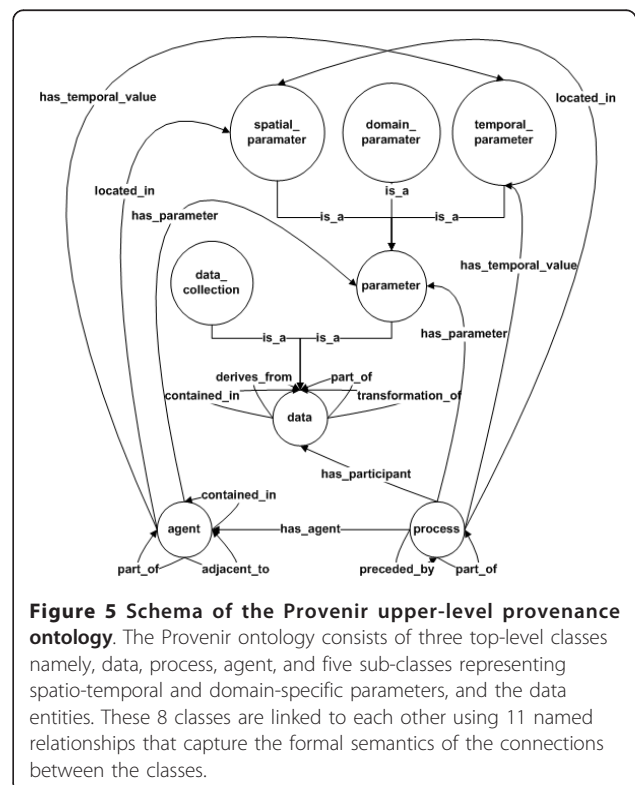 has_temporal_value
located_in
spatial_
paramater
domain_
paramater
temporal_
parameter
located_in
is_a
has_parameter
is_a
is_a
has_temporal_value
data_
collection
parameter
has_parameter
is_a
is_a
derives_from
part_of
contained_in
transformation_of
data
has_participant
contained_in
agent
has_agent
process
part_of
adjacent_to
preceded_by
part_of
Figure 5 Schema of the Provenir upper-level provenance
ontology. The Provenir ontology consists of three top-level classes
namely, data, process, agent, and five sub-classes representing
spatio-temporal and domain-specific parameters, and the data
entities. These 8 classes are linked to each other using 11 named
relationships that capture the formal semantics of the connections
between the classes.